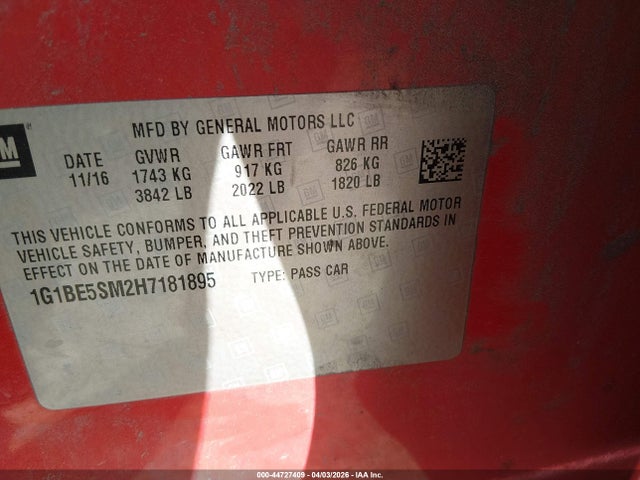 GM
MFD BY GENERAL MOTORS LLC
DATE GVWR GAWR FRT GAWR RR
11/16 1743 KG 917 KG 826 KG
3842 LB 2022 LB 1820 LB
THIS VEHICLE CONFORMS TO ALL APPLICABLE U.S. FEDERAL MOTOR
VEHICLE SAFETY, BUMPER, AND THEFT PREVENTION STANDARDS IN
EFFECT ON THE DATE OF MANUFACTURE SHOWN ABOVE.
1G1BE5SM2H7181895 TYPE: PASS CAR
000-44727409 - 04/03/2026 - IAA Inc.